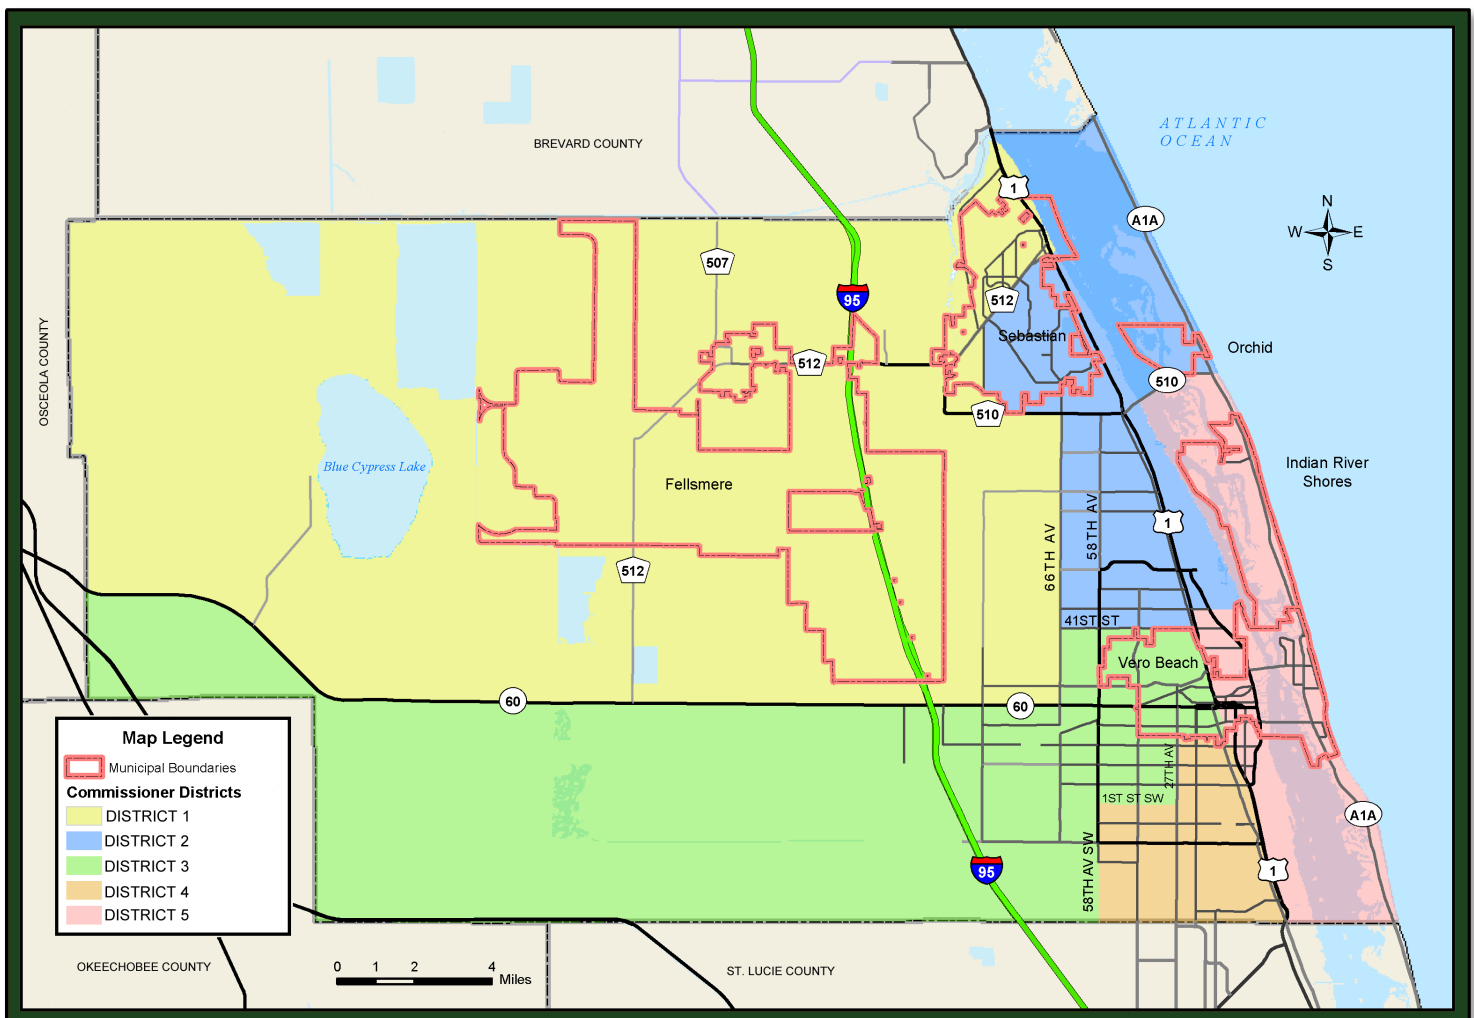 ATLANTIC
OCEAN
BREVARD COUNTY
1
A1A
N
W E
S
507
95
512
OSCEOLA COUNTY
Sebastian
Orchid
512
510
510
Blue Cypress Lake
Indian River
Shores
Fellsmere
58TH AV
1
66TH AV
512
41ST ST
Vero Beach
60
60
27TH AV
1ST ST SW
A1A
58TH AV SW
95
1
Map Legend
Municipal Boundaries
Commissioner Districts
DISTRICT 1
DISTRICT 2
DISTRICT 3
DISTRICT 4
DISTRICT 5
OKEECHOBEE COUNTY
0 1 2 4
Miles
ST. LUCIE COUNTY